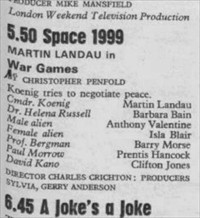 PRODUCER MIKE MANSFIELD
London Weekend Television Production
5.50 Space 1999
MARTIN LANDAU in
War Games
BY CHRISTOPHER PENFOLD
Koenig tries to negotiate peace.
Cmdr. Koenig Martin Landau
Dr. Helena Russell Barbara Bain
Male alien Anthony Valentine
Female alien Isla Blair
Prof. Bergman Barry Morse
Paul Morrow Prentis Hancock
David Kano Clifton Jones
DIRECTOR CHARLES CRICHTON: PRODUCERS
SYLVIA, GERRY ANDERSON
6.45 A Joke's a Joke